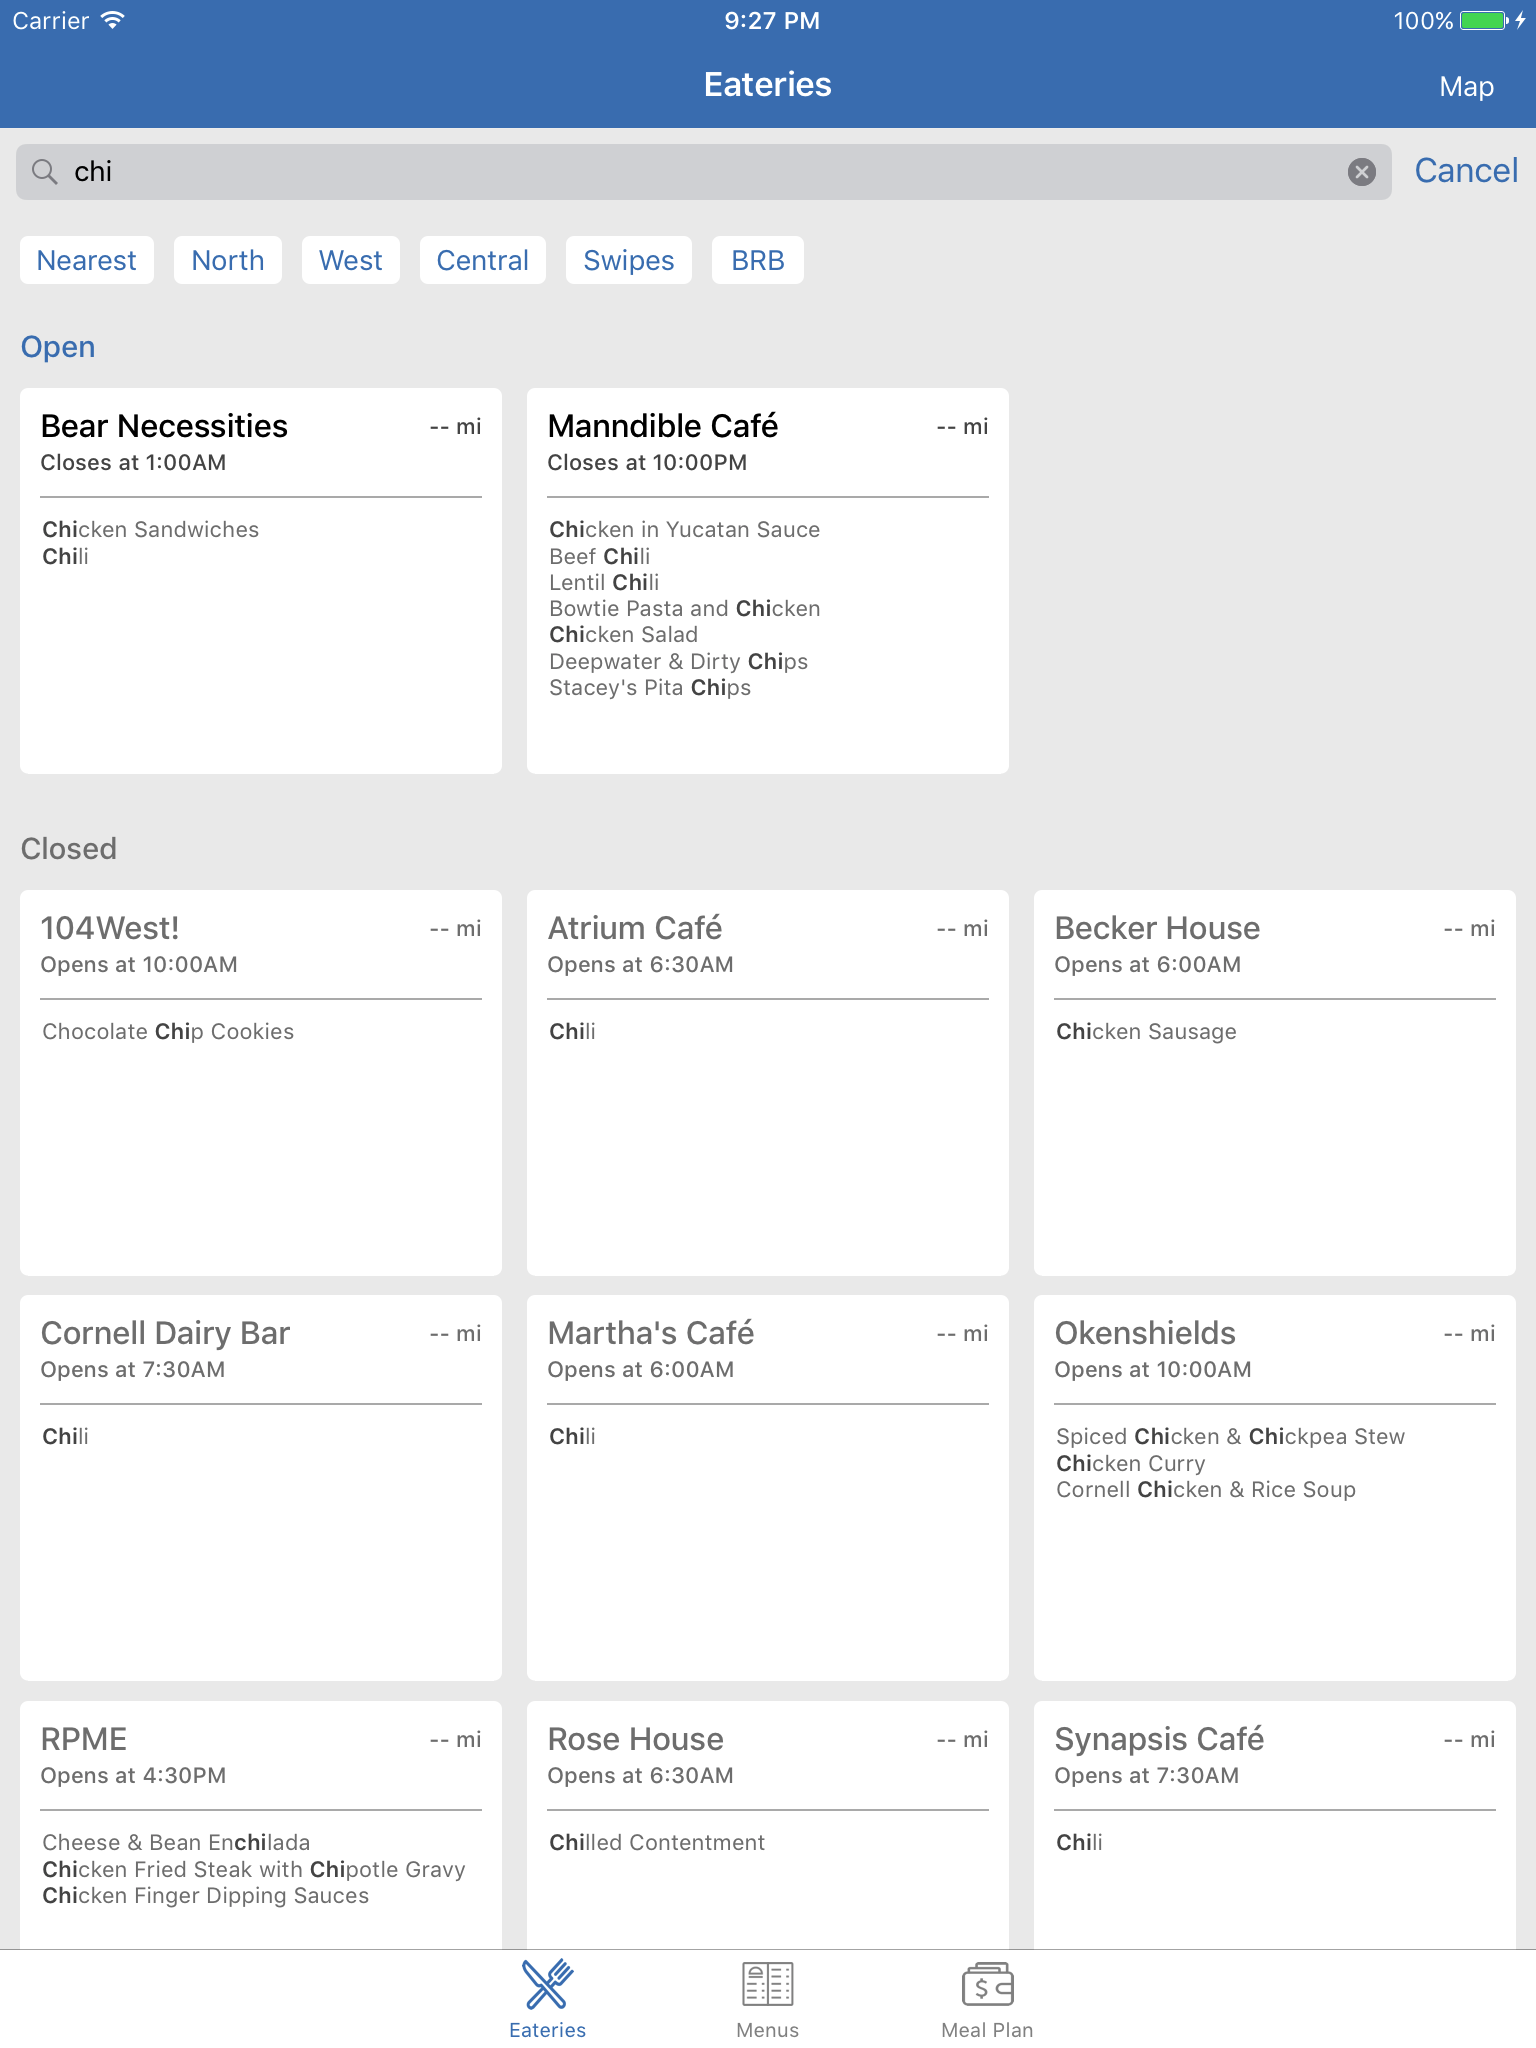 Carrier 9:27 PM 100%
Eateries Map
chi Cancel
Nearest North West Central Swipes BRB
Open
Bear Necessities -- mi
Closes at 1:00AM
Chicken Sandwiches
Chili
Manndible Café -- mi
Closes at 10:00PM
Chicken in Yucatan Sauce
Beef Chili
Lentil Chili
Bowtie Pasta and Chicken
Chicken Salad
Deepwater & Dirty Chips
Stacey's Pita Chips
Closed
104West! -- mi
Opens at 10:00AM
Chocolate Chip Cookies
Atrium Café -- mi
Opens at 6:30AM
Chili
Becker House -- mi
Opens at 6:00AM
Chicken Sausage
Cornell Dairy Bar -- mi
Opens at 7:30AM
Chili
Martha's Café -- mi
Opens at 6:00AM
Chili
Okenshields -- mi
Opens at 10:00AM
Spiced Chicken & Chickpea Stew
Chicken Curry
Cornell Chicken & Rice Soup
RPME -- mi
Opens at 4:30PM
Cheese & Bean Enchilada
Chicken Fried Steak with Chipotle Gravy
Chicken Finger Dipping Sauces
Rose House -- mi
Opens at 6:30AM
Chilled Contentment
Synapsis Café -- mi
Opens at 7:30AM
Chili
Eateries Menus Meal Plan